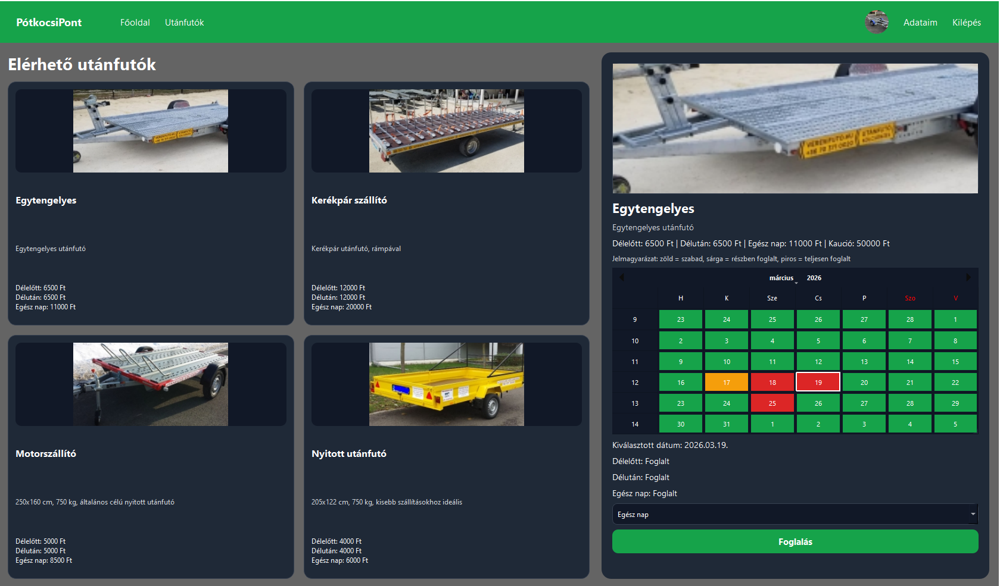 PótkocsiPont
Főoldal
Utánfutók
Adataim
Kilépés
Elérhető utánfutók
Egytengelyes
Egytengelyes utánfutó
Délelőtt: 6500 Ft
Délután: 6500 Ft
Egész nap: 11000 Ft
Kerékpár szállító
Kerékpár utánfutó, rámpával
Délelőtt: 12000 Ft
Délután: 12000 Ft
Egész nap: 20000 Ft
Motorszállító
250x160 cm, 750 kg, általános célú nyitott utánfutó
Délelőtt: 5000 Ft
Délután: 5000 Ft
Egész nap: 8500 Ft
Nyitott utánfutó
205x122 cm, 750 kg, kisebb szállításokhoz ideális
Délelőtt: 4000 Ft
Délután: 4000 Ft
Egész nap: 6000 Ft
Egytengelyes
Egytengelyes utánfutó
Délelőtt: 6500 Ft | Délután: 6500 Ft | Egész nap: 11000 Ft | Kaució: 50000 Ft
Jelmagyarázat: zöld = szabad, sárga = részben foglalt, piros = teljesen foglalt
március 2026
H K Sze Cs P Szo V
9 23 24 25 26 27 28 1
10 2 3 4 5 6 7 8
11 9 10 11 12 13 14 15
12 16 17 18 19 20 21 22
13 23 24 25 26 27 28 29
14 30 31 1 2 3 4 5
Kiválasztott dátum: 2026.03.19.
Délelőtt: Foglalt
Délután: Foglalt
Egész nap: Foglalt
Egész nap
Foglalás